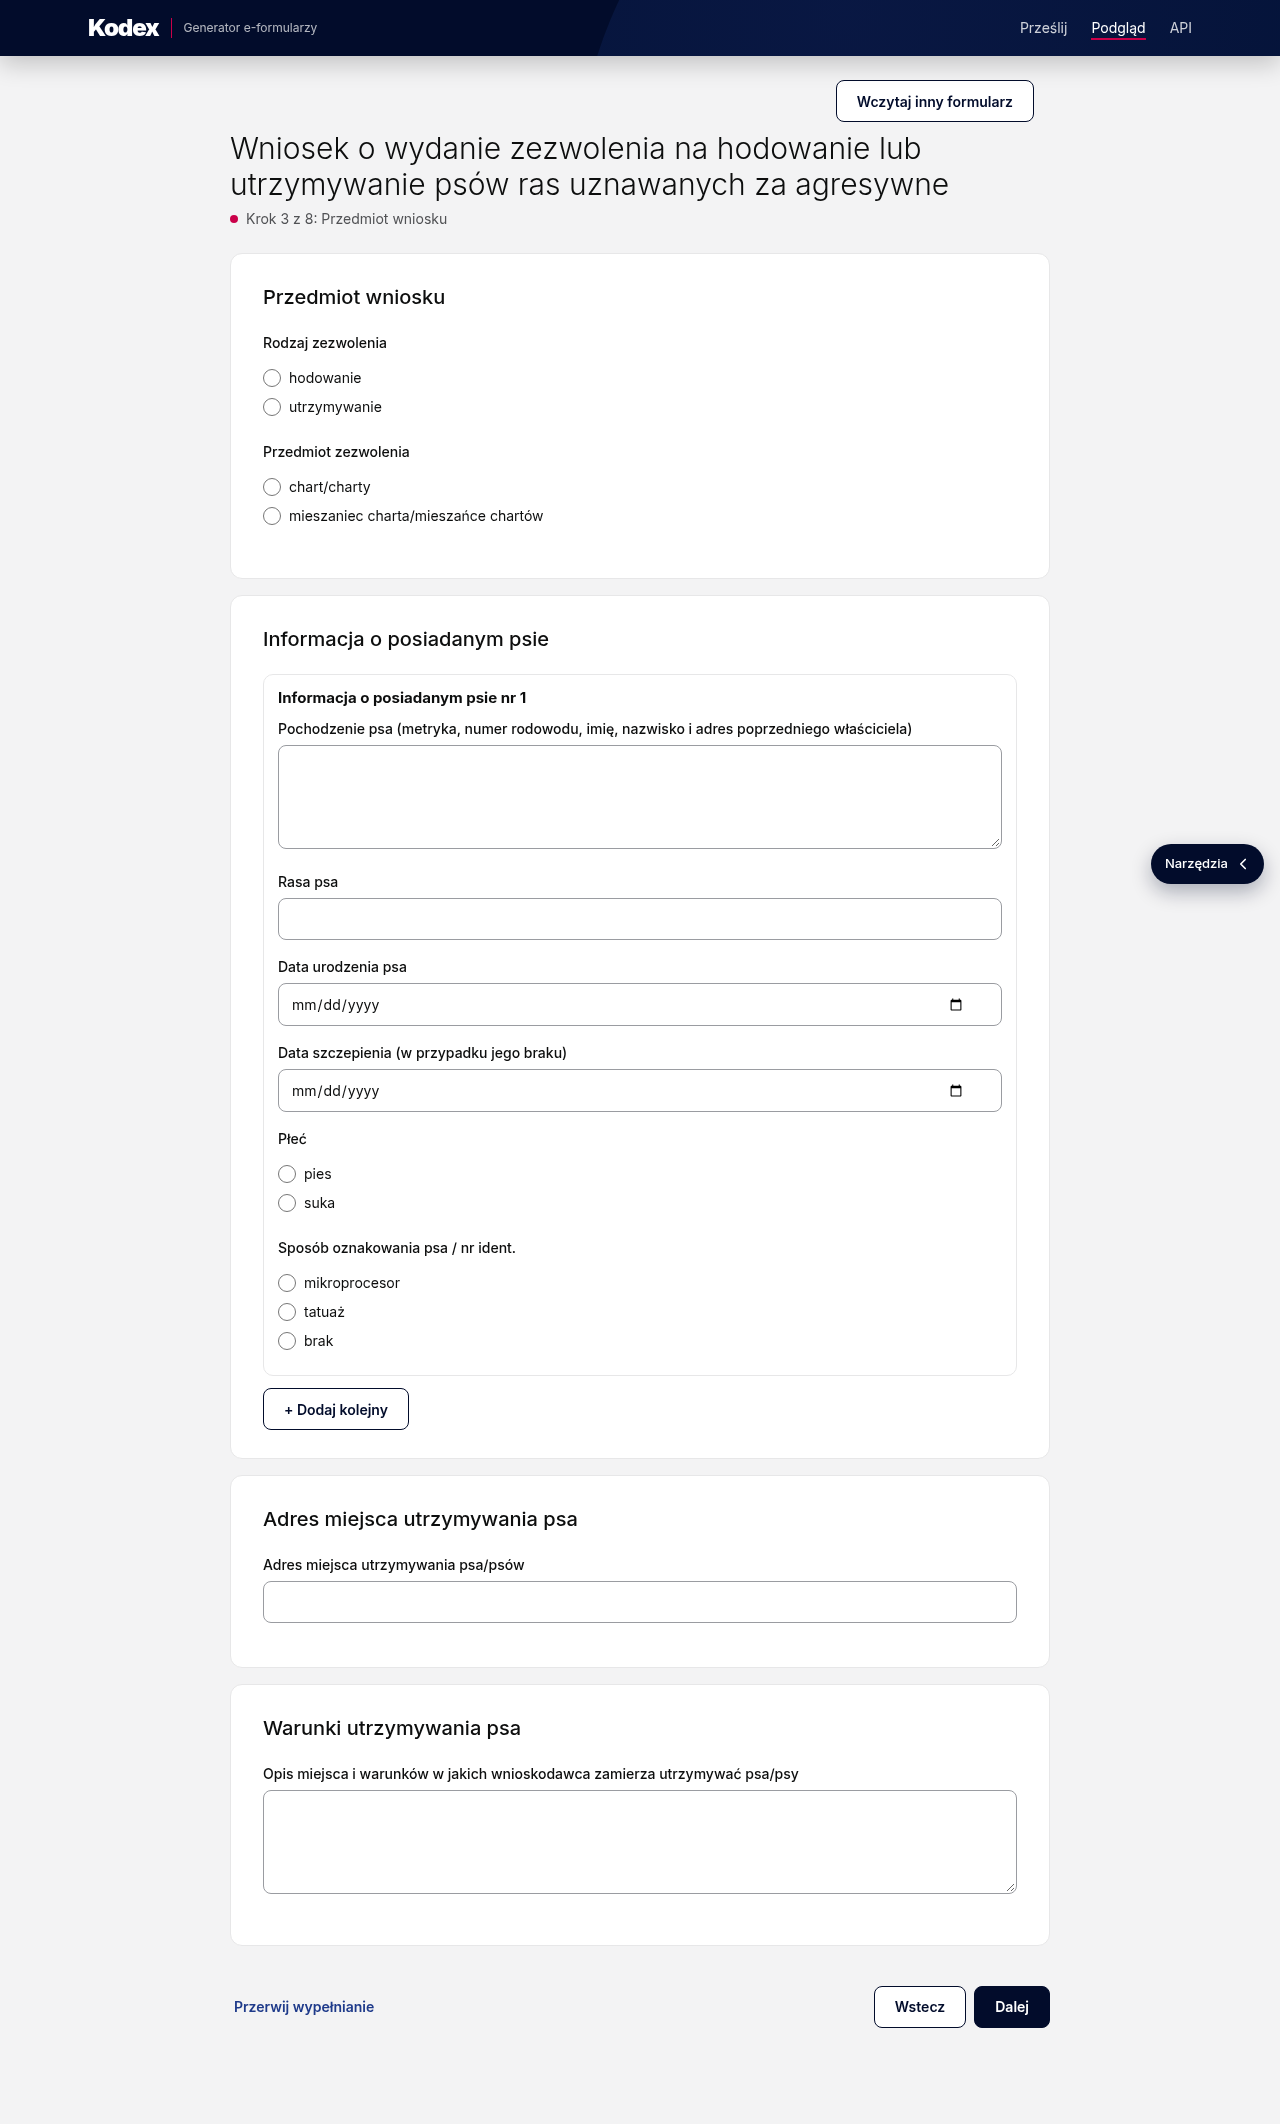 Kodex
Generator e-formularzy
Prześlij
Podgląd
API
Wczytaj inny formularz
Wniosek o wydanie zezwolenia na hodowanie lub
utrzymywanie psów ras uznawanych za agresywne
Krok 3 z 8: Przedmiot wniosku
Przedmiot wniosku
Rodzaj zezwolenia
hodowanie
utrzymywanie
Przedmiot zezwolenia
chart/charty
mieszaniec charta/mieszańce chartów
Informacja o posiadanym psie
Informacja o posiadanym psie nr 1
Pochodzenie psa (metryka, numer rodowodu, imię, nazwisko i adres poprzedniego właściciela)
Narzędzia
Rasa psa
Data urodzenia psa
mm/dd/yyyy
Data szczepienia (w przypadku jego braku)
mm/dd/yyyy
Płeć
pies
suka
Sposób oznakowania psa / nr ident.
mikroprocesor
tatuaż
brak
+ Dodaj kolejny
Adres miejsca utrzymywania psa
Adres miejsca utrzymywania psa/psów
Warunki utrzymywania psa
Opis miejsca i warunków w jakich wnioskodawca zamierza utrzymywać psa/psy
Przerwij wypełnianie
Wstecz
Dalej